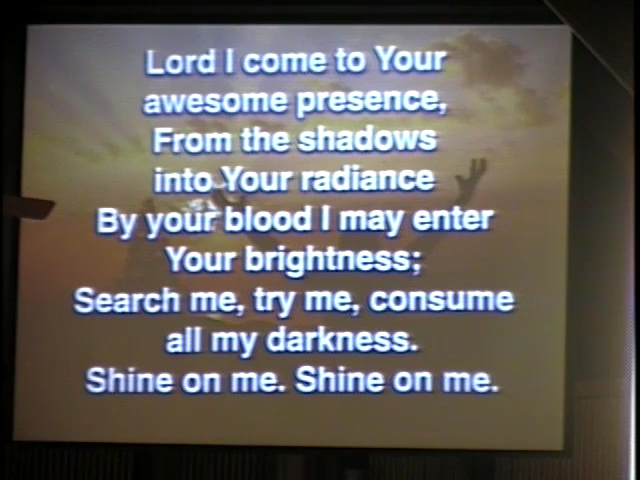 Lord I come to Your
awesome presence,
From the shadows
into Your radiance
By your blood I may enter
Your brightness;
Search me, try me, consume
all my darkness.
Shine on me. Shine on me.